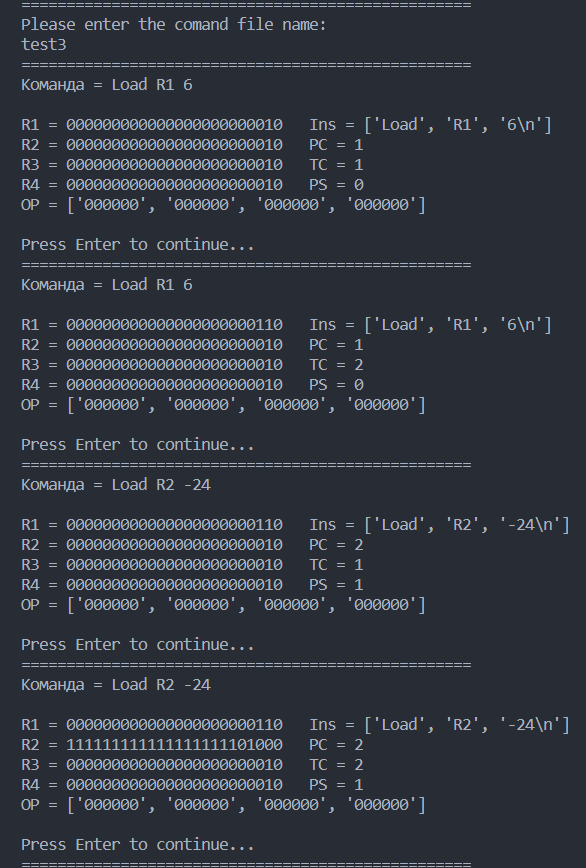 ==================================================
Please enter the comand file name:
test3
==================================================
Команда = Load R1 6
R1 = 000000000000000000000010   Ins = ['Load', 'R1', '6\n']
R2 = 000000000000000000000010   PC = 1
R3 = 000000000000000000000010   TC = 1
R4 = 000000000000000000000010   PS = 0
OP = ['000000', '000000', '000000', '000000']
Press Enter to continue...
==================================================
Команда = Load R1 6
R1 = 000000000000000000000110   Ins = ['Load', 'R1', '6\n']
R2 = 000000000000000000000010   PC = 1
R3 = 000000000000000000000010   TC = 2
R4 = 000000000000000000000010   PS = 0
OP = ['000000', '000000', '000000', '000000']
Press Enter to continue...
==================================================
Команда = Load R2 -24
R1 = 000000000000000000000110   Ins = ['Load', 'R2', '-24\n']
R2 = 000000000000000000000010   PC = 2
R3 = 000000000000000000000010   TC = 1
R4 = 000000000000000000000010   PS = 1
OP = ['000000', '000000', '000000', '000000']
Press Enter to continue...
==================================================
Команда = Load R2 -24
R1 = 000000000000000000000110   Ins = ['Load', 'R2', '-24\n']
R2 = 111111111111111111101000   PC = 2
R3 = 000000000000000000000010   TC = 2
R4 = 000000000000000000000010   PS = 1
OP = ['000000', '000000', '000000', '000000']
Press Enter to continue...
==================================================